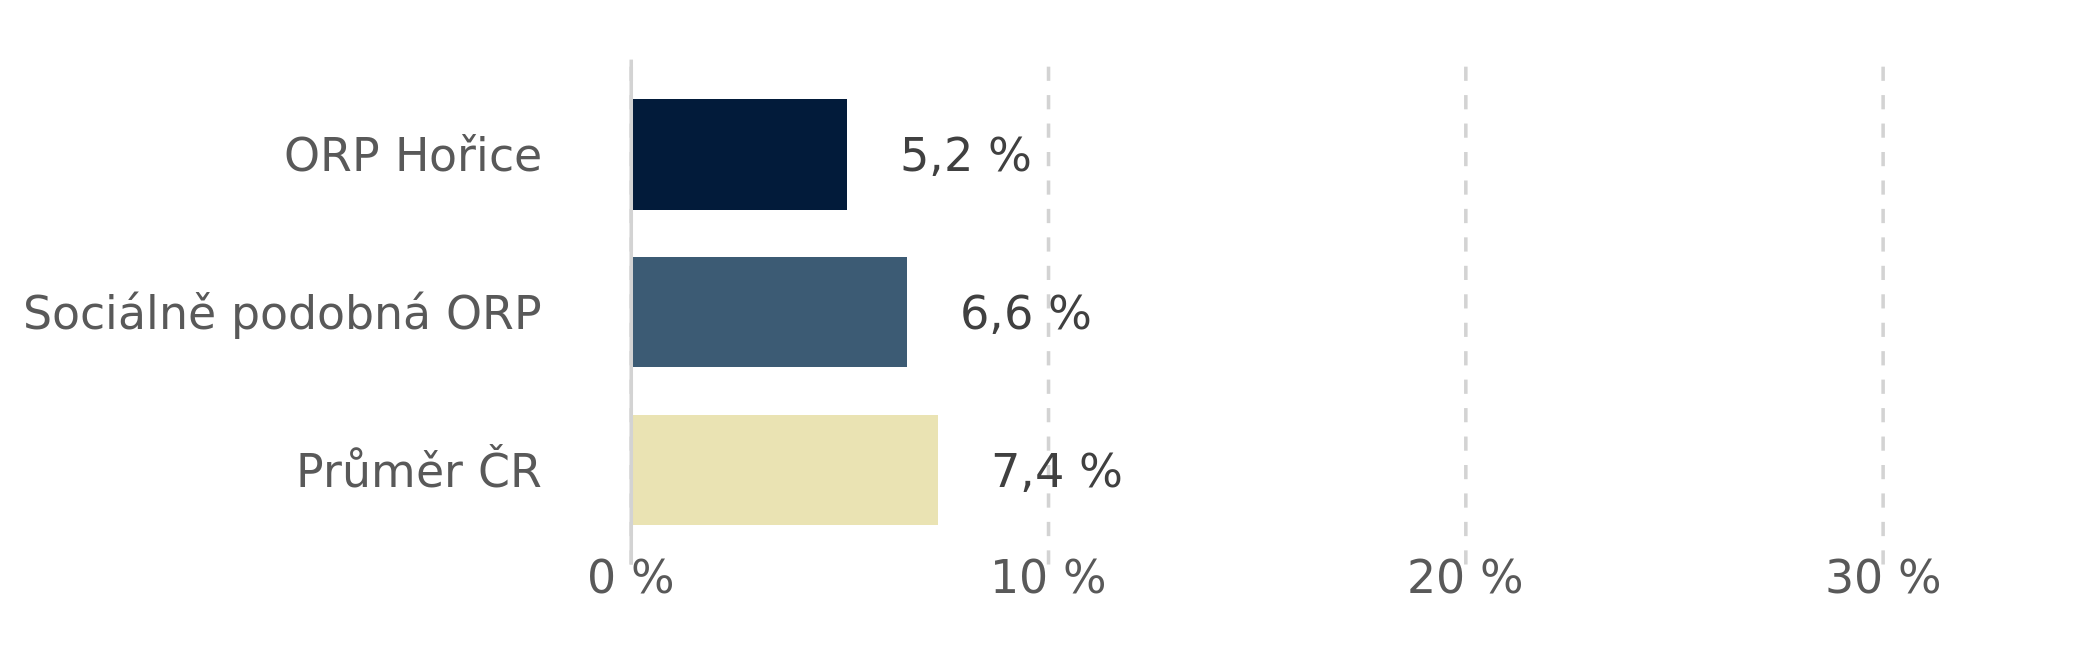 ORP Hořice 5,2 %
Sociálně podobná ORP 6,6 %
Průměr ČR 7,4 %
0 % 10 % 20 % 30 %